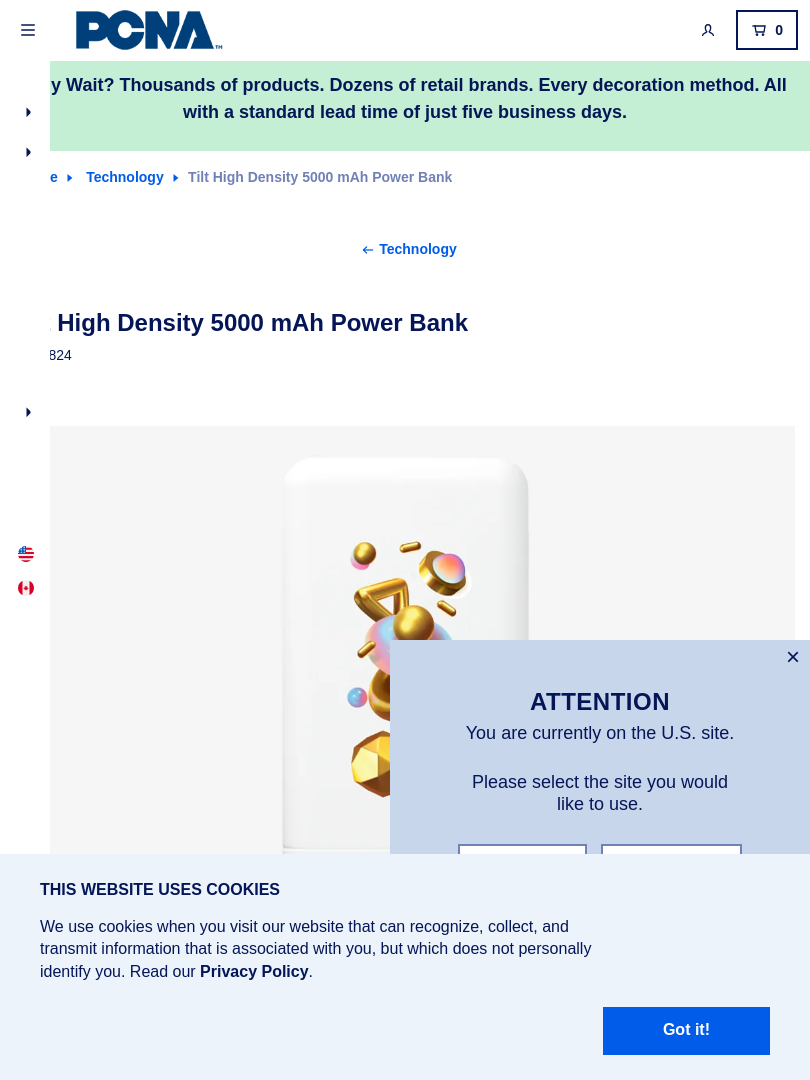 PCNA™
0
y Wait? Thousands of products. Dozens of retail brands. Every decoration method. All
with a standard lead time of just five business days.
e
Technology
Tilt High Density 5000 mAh Power Bank
Technology
High Density 5000 mAh Power Bank
824
ATTENTION
You are currently on the U.S. site.
Please select the site you would
like to use.
THIS WEBSITE USES COOKIES
We use cookies when you visit our website that can recognize, collect, and
transmit information that is associated with you, but which does not personally
identify you. Read our Privacy Policy.
Got it!